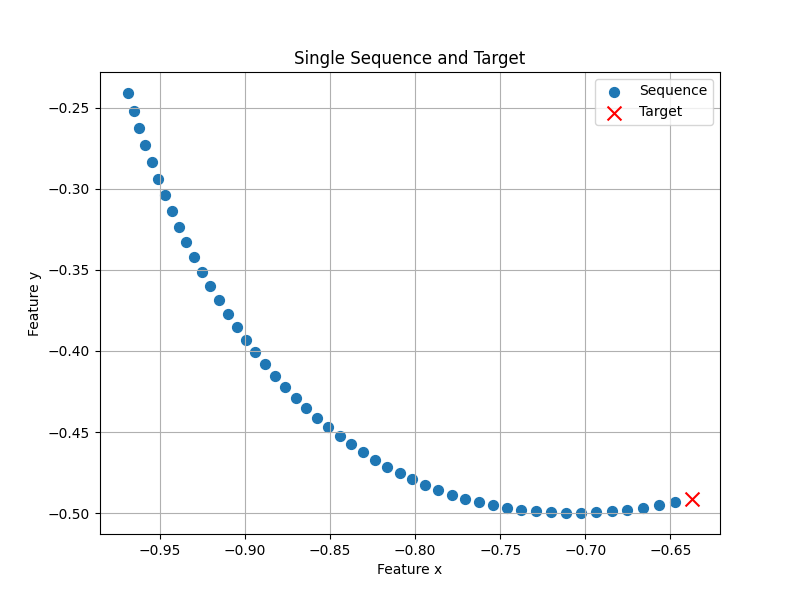 Single Sequence and Target
Sequence
Target
−0.25
−0.30
−0.35
−0.40
−0.45
−0.50
Feature y
−0.95
−0.90
−0.85
−0.80
−0.75
−0.70
−0.65
Feature x